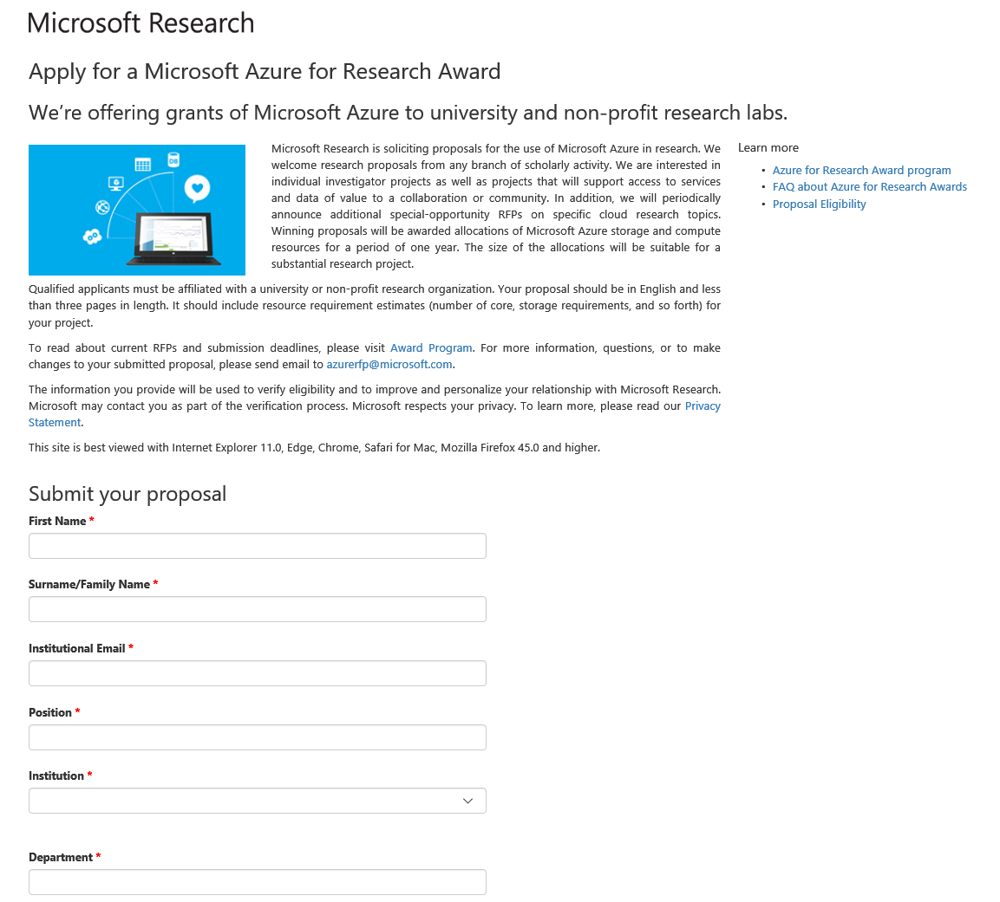 Microsoft Research
Apply for a Microsoft Azure for Research Award
We’re offering grants of Microsoft Azure to university and non-profit research labs.
DB
Microsoft Research is soliciting proposals for the use of Microsoft Azure in research. We
welcome research proposals from any branch of scholarly activity. We are interested in
individual investigator projects as well as projects that will support access to services
and data of value to a collaboration or community. In addition, we will periodically
announce additional special-opportunity RFPs on specific cloud research topics.
Winning proposals will be awarded allocations of Microsoft Azure storage and compute
resources for a period of one year. The size of the allocations will be suitable for a
substantial research project.
Qualified applicants must be affiliated with a university or non-profit research organization. Your proposal should be in English and less
than three pages in length. It should include resource requirement estimates (number of core, storage requirements, and so forth) for
your project.
To read about current RFPs and submission deadlines, please visit Award Program. For more information, questions, or to make
changes to your submitted proposal, please send email to azurerfp@microsoft.com.
The information you provide will be used to verify eligibility and to improve and personalize your relationship with Microsoft Research.
Microsoft may contact you as part of the verification process. Microsoft respects your privacy. To learn more, please read our Privacy
Statement.
This site is best viewed with Internet Explorer 11.0, Edge, Chrome, Safari for Mac, Mozilla Firefox 45.0 and higher.
Learn more
• Azure for Research Award program
• FAQ about Azure for Research Awards
• Proposal Eligibility
Submit your proposal
First Name *
Surname/Family Name *
Institutional Email *
Position *
Institution *
Department *